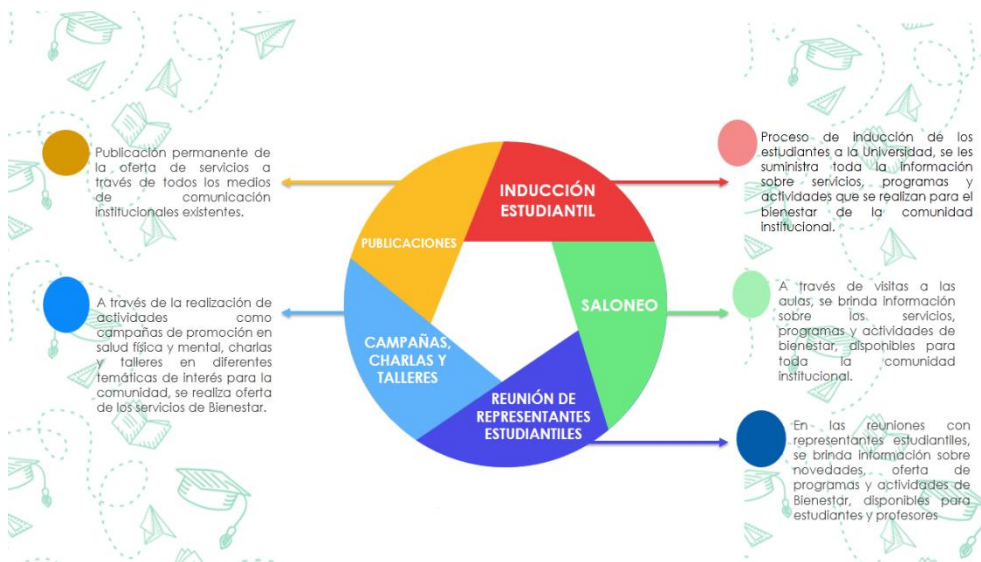 INDUCCIÓN
ESTUDIANTIL
Proceso de inducción de los
estudiantes a la Universidad, se les
suministra toda la información
sobre servicios, programas y
actividades que se realizan para el
bienestar de la comunidad
institucional.
SALONEO
A través de visitas a las
aulas, se brinda información
sobre los servicios,
programas y actividades de
bienestar, disponibles para
toda la comunidad
institucional.
REUNIÓN DE
REPRESENTANTES
ESTUDIANTILES
En las reuniones con
representantes estudiantiles,
se brinda información sobre
novedades, oferta de
programas y actividades de
Bienestar, disponibles para
estudiantes y profesores
CAMPAÑAS,
CHARLAS Y
TALLERES
A través de la realización de
actividades como
campañas de promoción en
salud física y mental, charlas
y talleres en diferentes
temáticas de interés para la
comunidad, se realiza oferta
de los servicios de Bienestar.
PUBLICACIONES
Publicación permanente de
la oferta de servicios a
través de todos los medios
de comunicación
institucionales existentes.